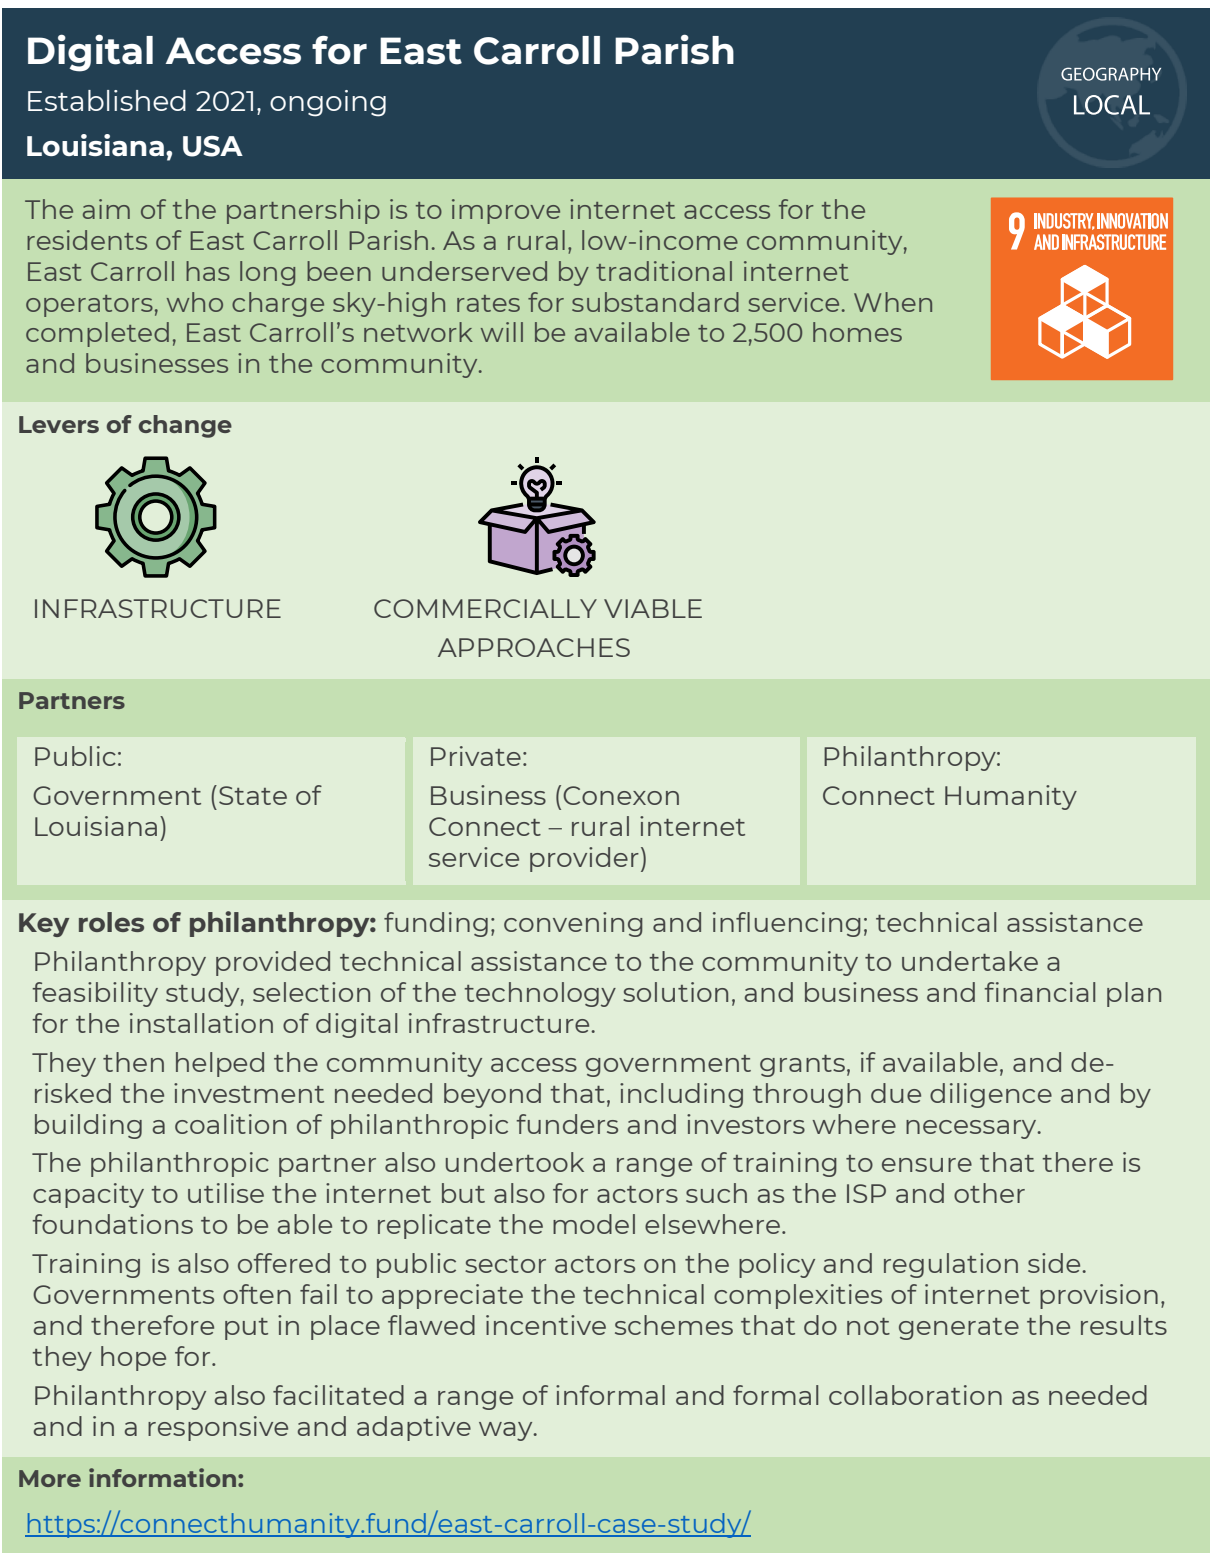 Digital Access for East Carroll Parish
Established 2021, ongoing
Louisiana, USA
GEOGRAPHY
LOCAL
The aim of the partnership is to improve internet access for the
residents of East Carroll Parish. As a rural, low-income community,
East Carroll has long been underserved by traditional internet
operators, who charge sky-high rates for substandard service. When
completed, East Carroll’s network will be available to 2,500 homes
and businesses in the community.
9 INDUSTRY, INNOVATION
AND INFRASTRUCTURE
Levers of change
INFRASTRUCTURE
COMMERCIALLY VIABLE
APPROACHES
Partners
Public:
Government (State of
Louisiana)
Private:
Business (Conexon
Connect – rural internet
service provider)
Philanthropy:
Connect Humanity
Key roles of philanthropy: funding; convening and influencing; technical assistance
Philanthropy provided technical assistance to the community to undertake a
feasibility study, selection of the technology solution, and business and financial plan
for the installation of digital infrastructure.
They then helped the community access government grants, if available, and de-
risked the investment needed beyond that, including through due diligence and by
building a coalition of philanthropic funders and investors where necessary.
The philanthropic partner also undertook a range of training to ensure that there is
capacity to utilise the internet but also for actors such as the ISP and other
foundations to be able to replicate the model elsewhere.
Training is also offered to public sector actors on the policy and regulation side.
Governments often fail to appreciate the technical complexities of internet provision,
and therefore put in place flawed incentive schemes that do not generate the results
they hope for.
Philanthropy also facilitated a range of informal and formal collaboration as needed
and in a responsive and adaptive way.
More information:
https://connecthumanity.fund/east-carroll-case-study/